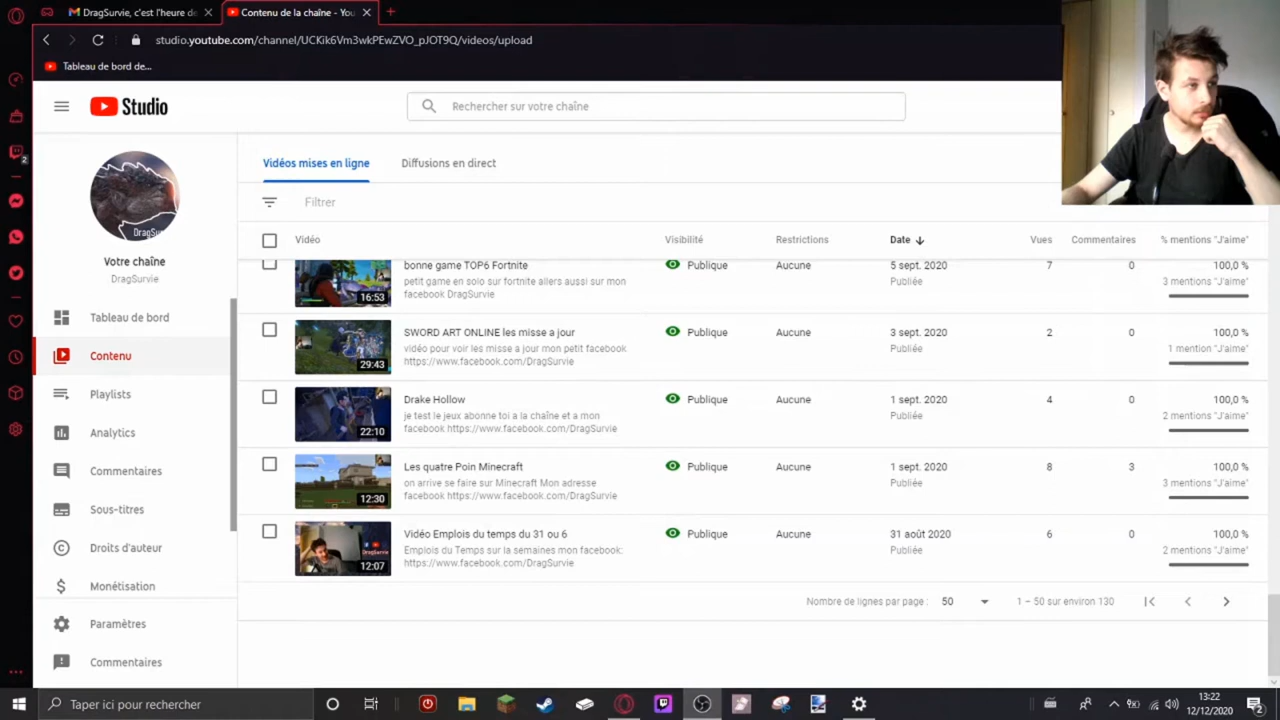 DragSurvie, c'est l'heure de
Contenu de la chaîne - You
studio.youtube.com/channel/UCKik6Vm3wkPEwZVO_pJOT9Q/videos/upload
Tableau de bord de...
Studio
Rechercher sur votre chaîne
Vidéos mises en ligne
Diffusions en direct
Filtrer
Vidéo
Visibilité
Restrictions
Date
Vues
Commentaires
% mentions "J'aime"
bonne game TOP6 Fortnite
petit game en solo sur fortnite allers aussi sur mon
facebook DragSurvie
16:53
Publique
Aucune
5 sept. 2020
Publiée
7
0
100,0 %
3 mentions "J'aime"
SWORD ART ONLINE les misse a jour
vidéo pour voir les misse a jour mon petit facebook
https://www.facebook.com/DragSurvie
29:43
Publique
Aucune
3 sept. 2020
Publiée
2
0
100,0 %
1 mention "J'aime"
Drake Hollow
je test le jeux abonne toi a la chaîne et a mon
facebook https://www.facebook.com/DragSurvie
22:10
Publique
Aucune
1 sept. 2020
Publiée
4
0
100,0 %
2 mentions "J'aime"
Les quatre Poin Minecraft
on arrive se faire sur Minecraft Mon adresse
facebook https://www.facebook.com/DragSurvie
12:30
Publique
Aucune
1 sept. 2020
Publiée
8
3
100,0 %
3 mentions "J'aime"
Vidéo Emplois du temps du 31 ou 6
Emplois du Temps sur la semaines mon facebook:
https://www.facebook.com/DragSurvie
12:07
Publique
Aucune
31 août 2020
Publiée
6
0
100,0 %
2 mentions "J'aime"
Nombre de lignes par page :
50
1 – 50 sur environ 130
DragSur
Votre chaîne
DragSurvie
Tableau de bord
Contenu
Playlists
Analytics
Commentaires
Sous-titres
Droits d'auteur
Monétisation
Paramètres
Commentaires
2
Taper ici pour rechercher
13:22
12/12/2020
2